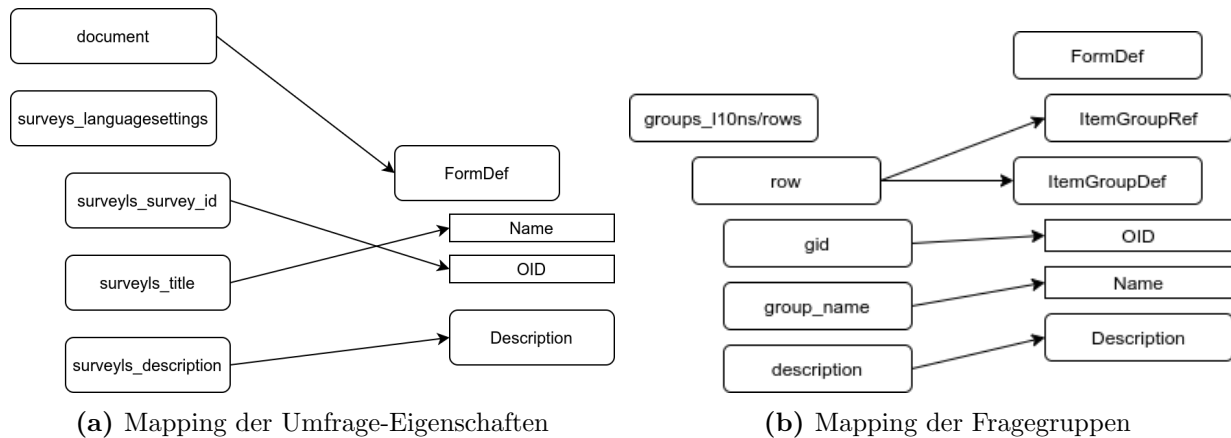 document
surveys_languagesettings
surveyls_survey_id
surveyls_title
surveyls_description
FormDef
Name
OID
Description
(a) Mapping der Umfrage-Eigenschaften
groups_l10ns/rows
row
gid
group_name
description
FormDef
ItemGroupRef
ItemGroupDef
OID
Name
Description
(b) Mapping der Fragegruppen